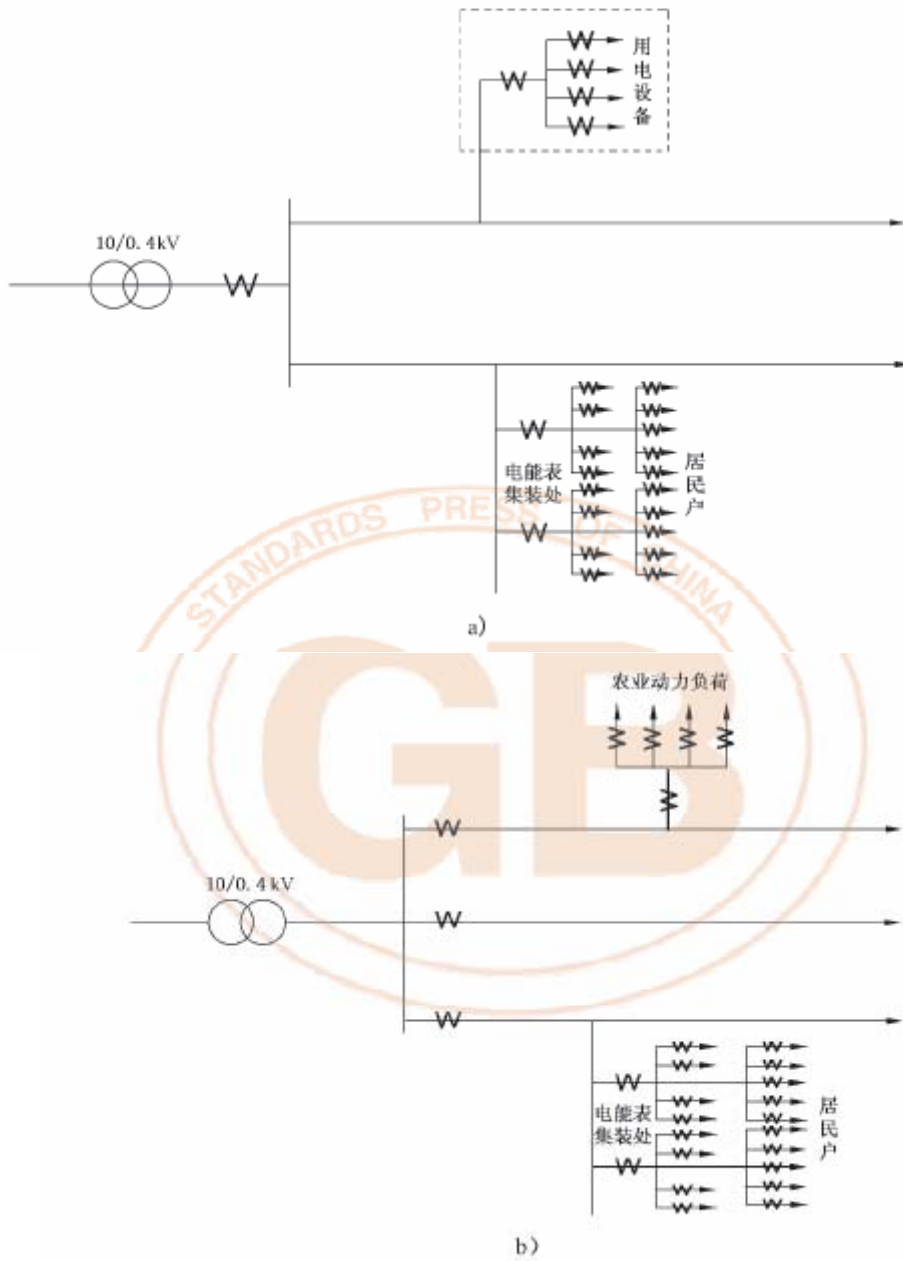 用电设备
10/0.4kV
电能表
集装处
居民户
STANDARDS PRESS OF CHINA
a)
GB
农业动力负荷
10/0.4kV
电能表
集装处
居民户
b)